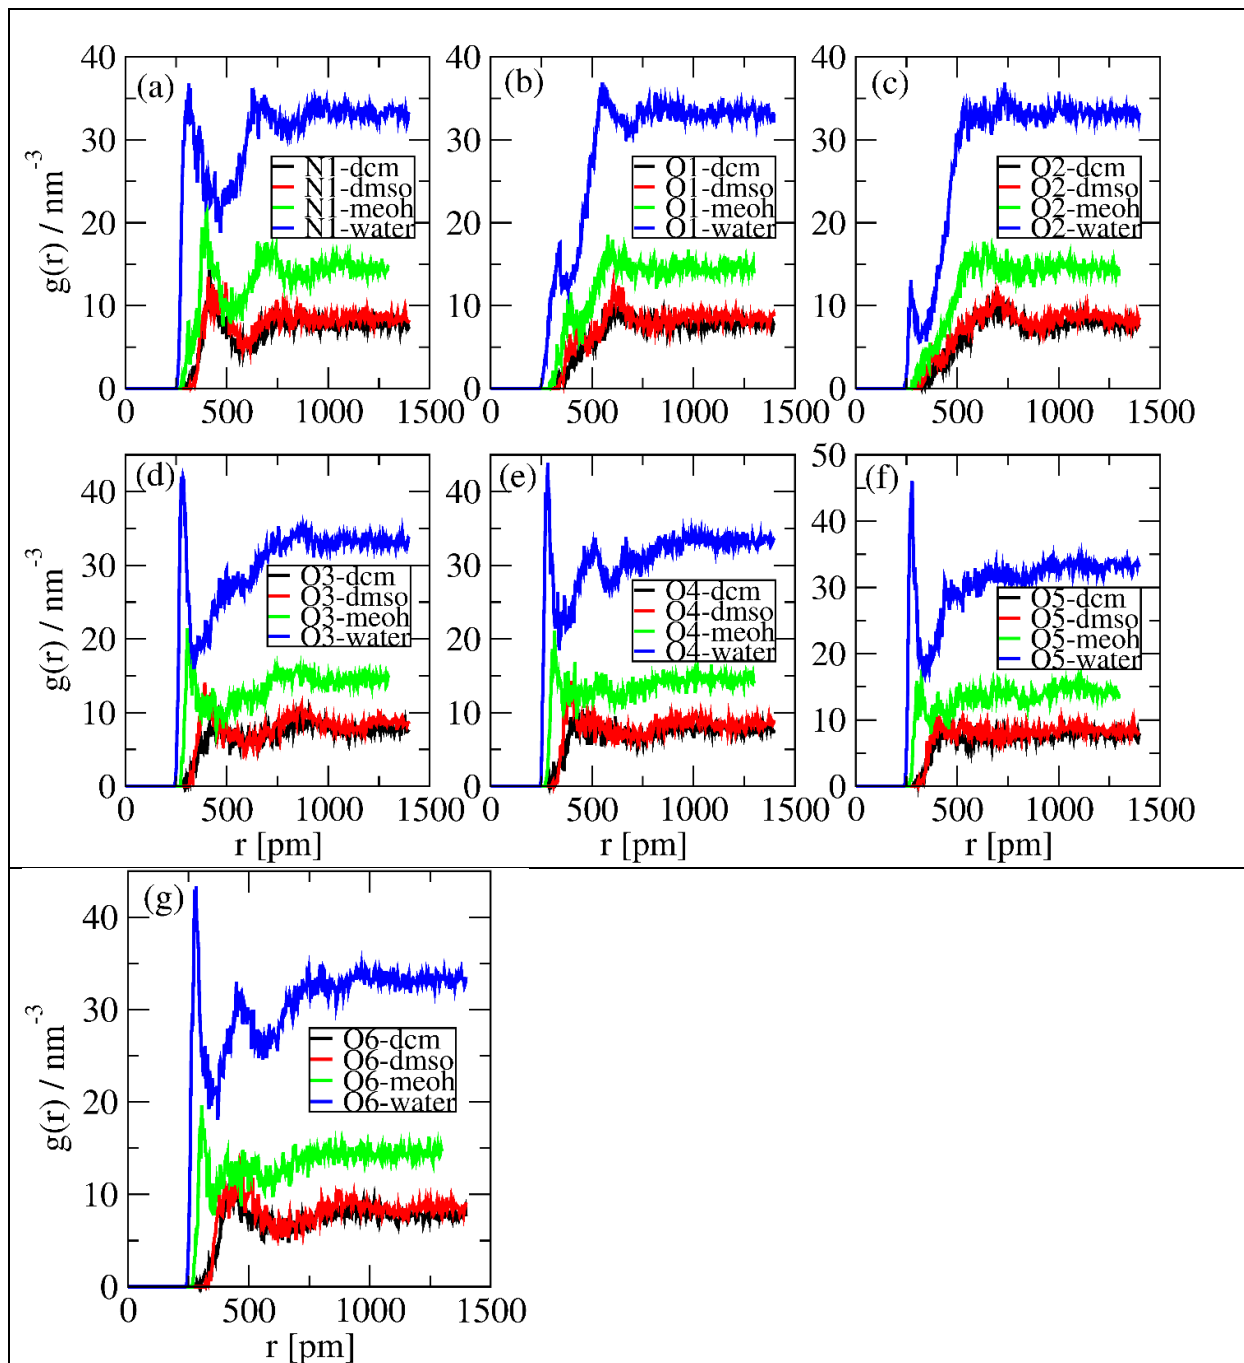 (a)
g(r) / nm-3
40
30
20
10
0
N1-dcm
N1-dmso
N1-meoh
N1-water
0 500 1000 1500
(b)
40
30
20
10
0
O1-dcm
O1-dmso
O1-meoh
O1-water
0 500 1000 1500
(c)
40
30
20
10
0
O2-dcm
O2-dmso
O2-meoh
O2-water
0 500 1000 1500
(d)
g(r) / nm-3
40
30
20
10
0
O3-dcm
O3-dmso
O3-meoh
O3-water
0 500 1000 1500
r [pm]
(e)
40
30
20
10
0
O4-dcm
O4-dmso
O4-meoh
O4-water
0 500 1000 1500
r [pm]
(f)
50
40
30
20
10
0
O5-dcm
O5-dmso
O5-meoh
O5-water
0 500 1000 1500
r [pm]
(g)
g(r) / nm-3
40
30
20
10
0
O6-dcm
O6-dmso
O6-meoh
O6-water
0 500 1000 1500
r [pm]